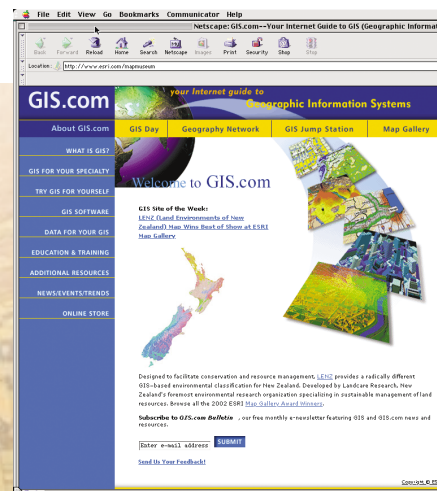 File Edit View Go Bookmarks Communicator Help
Netscape: GIS.com--Your Internet Guide to GIS (Geographic Informat
Back Forward Reload Home Search Netscape Images Print Security Shop Stop
Location: http://www.esri.com/mapmuseum
GIS.com
your Internet guide to
Geographic Information Systems
About GIS.com
GIS Day Geography Network GIS Jump Station Map Gallery
WHAT IS GIS?
GIS FOR YOUR SPECIALTY
TRY GIS FOR YOURSELF
GIS SOFTWARE
DATA FOR YOUR GIS
EDUCATION & TRAINING
ADDITIONAL RESOURCES
NEWS/EVENTS/TRENDS
ONLINE STORE
Welcome to GIS.com
GIS Site of the Week:
LENZ (Land Environments of New
Zealand) Map Wins Best of Show at ESRI
Map Gallery
Designed to facilitate conservation and resource management, LENZ provides a radically different
GIS-based environmental classification for New Zealand. Developed by Landcare Research, New
Zealand's foremost environmental research organization specializing in sustainable management of land
resources. Browse all the 2002 ESRI Map Gallery Award Winners.
Subscribe to GIS.com Bulletin , our free monthly e-newsletter featuring GIS and GIS.com news and
resources.
Enter e-mail address SUBMIT
Send Us Your Feedback!
Copyright © ES